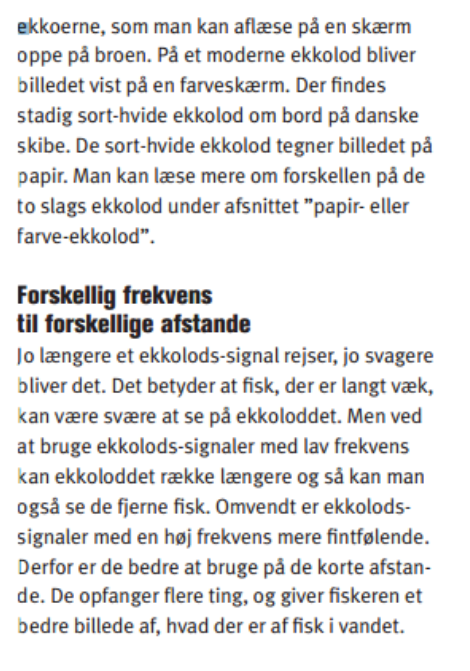 ekkoerne, som man kan aflæse på en skærm
oppe på broen. På et moderne ekkolod bliver
billedet vist på en farveskærm. Der findes
stadig sort-hvide ekkolod om bord på danske
skibe. De sort-hvide ekkolod tegner billedet på
papir. Man kan læse mere om forskellen på de
to slags ekkolod under afsnittet ”papir- eller
farve-ekkolod”.
Forskellig frekvens
til forskellige afstande
Jo længere et ekkolods-signal rejser, jo svagere
bliver det. Det betyder at fisk, der er langt væk,
kan være svære at se på ekkoloddet. Men ved
at bruge ekkolods-signaler med lav frekvens
kan ekkoloddet række længere og så kan man
også se de fjerne fisk. Omvendt er ekkolods-
signaler med en høj frekvens mere fintfølende.
Derfor er de bedre at bruge på de korte afstan-
de. De opfanger flere ting, og giver fiskeren et
bedre billede af, hvad der er af fisk i vandet.